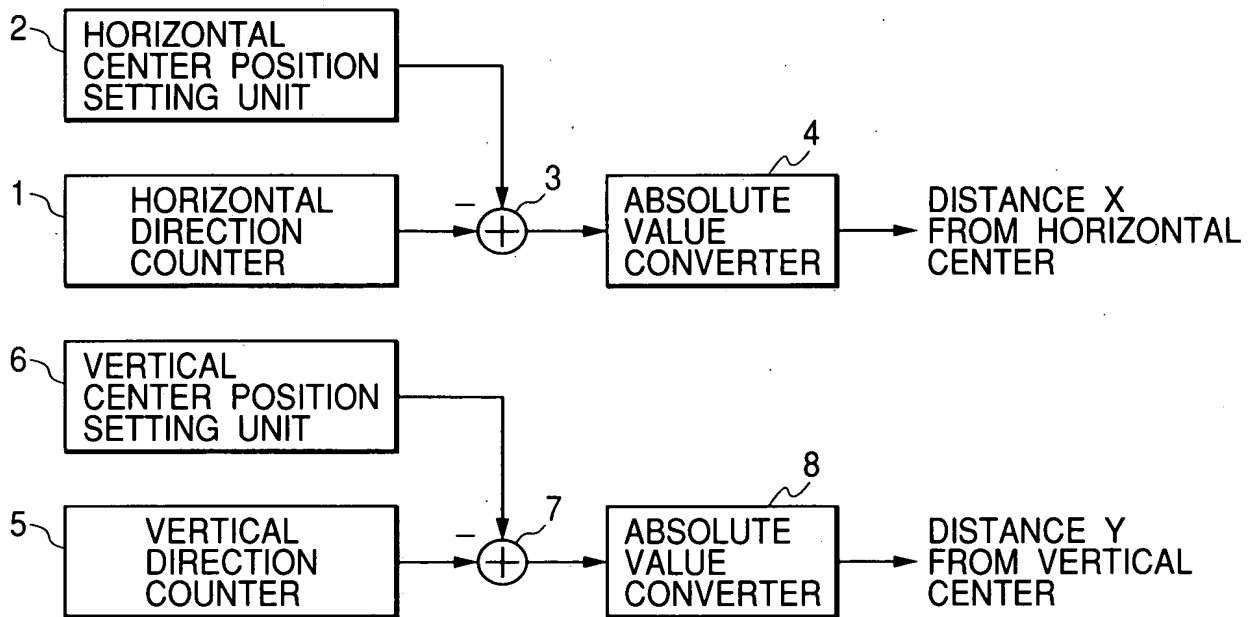 2
HORIZONTAL
CENTER POSITION
SETTING UNIT
1
HORIZONTAL
DIRECTION
COUNTER
−
3
4
ABSOLUTE
VALUE
CONVERTER
DISTANCE X
FROM HORIZONTAL
CENTER
6
VERTICAL
CENTER POSITION
SETTING UNIT
5
VERTICAL
DIRECTION
COUNTER
−
7
8
ABSOLUTE
VALUE
CONVERTER
DISTANCE Y
FROM VERTICAL
CENTER